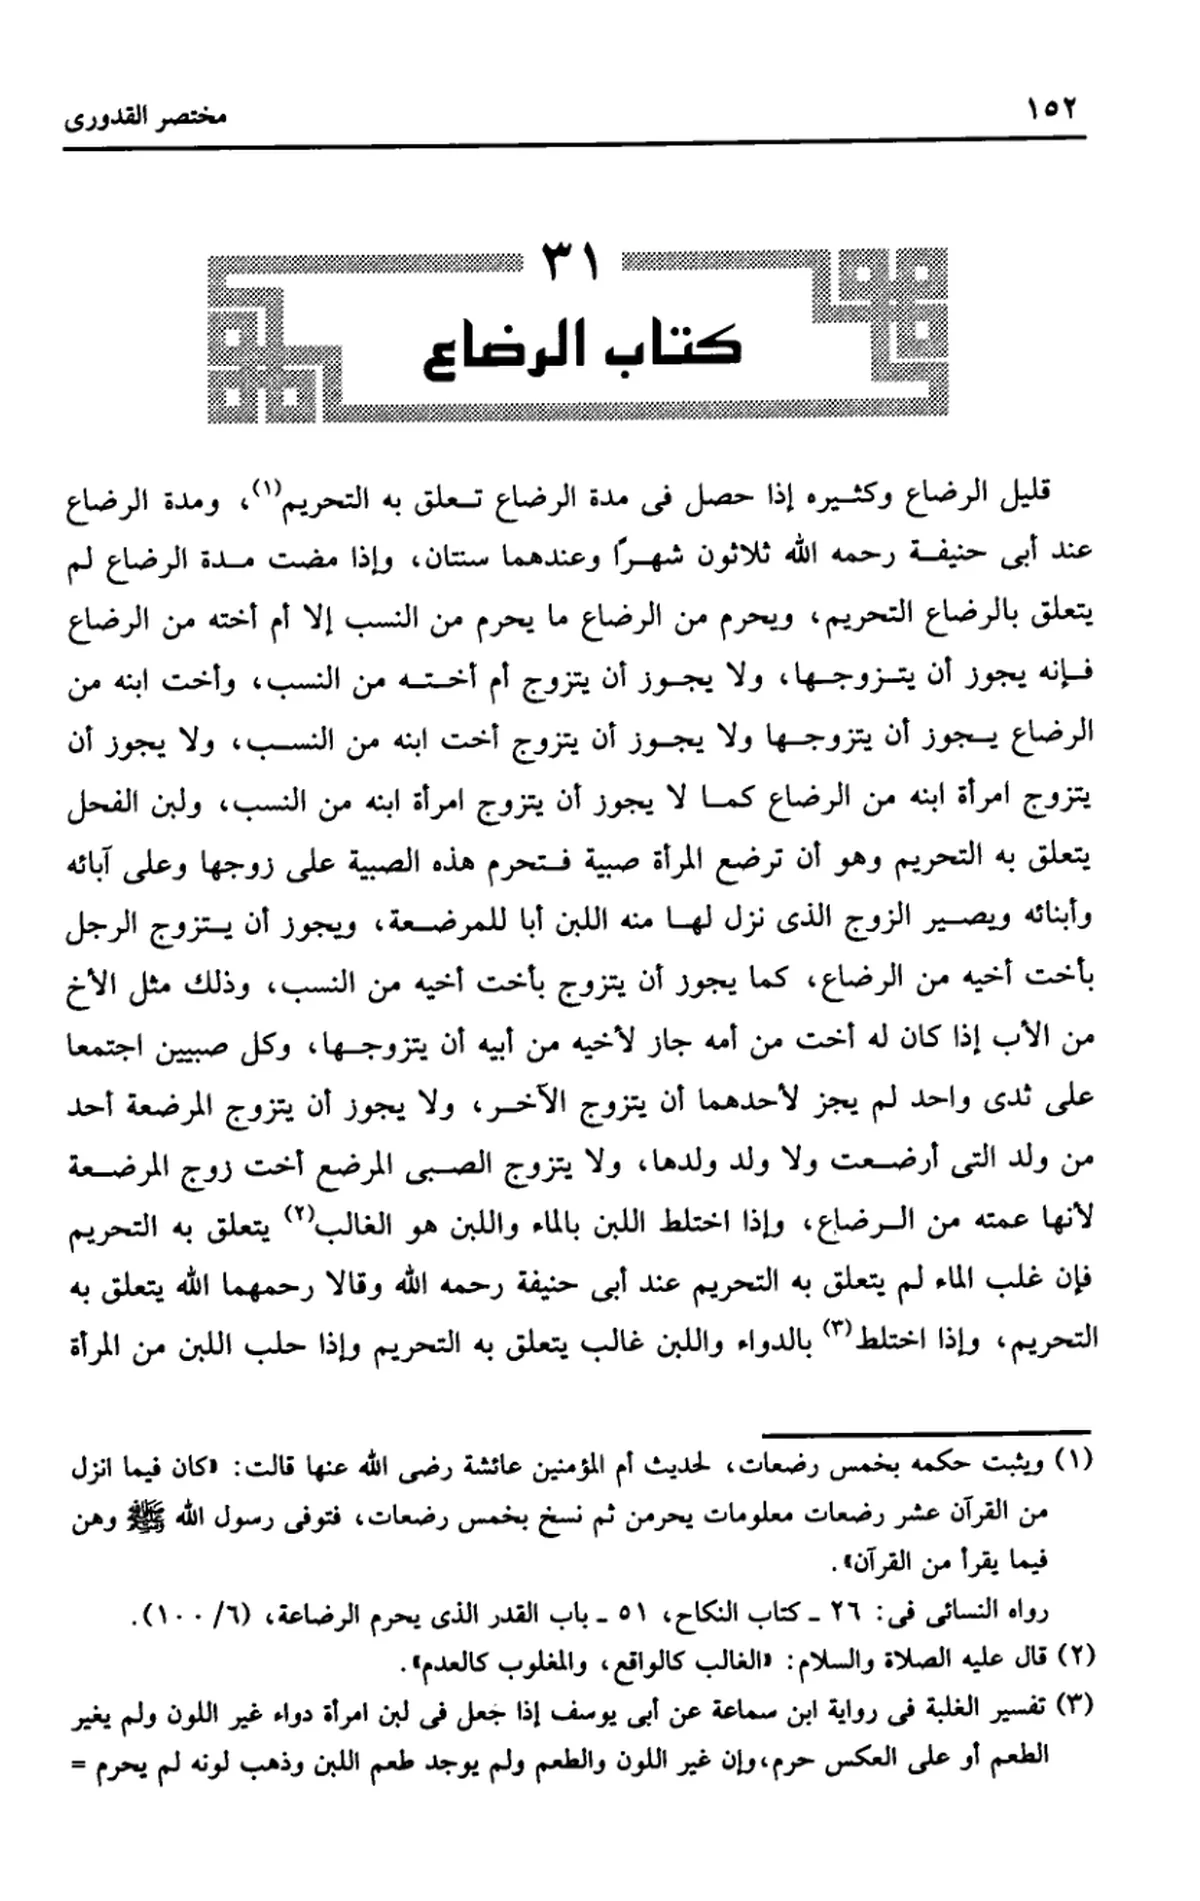 ١٥٢
مختصر القدورى
٣١
كتاب الرضاع
قليل الرضاع وكثيره إذا حصل فى مدة الرضاع تعلق به التحريم(١)، ومدة الرضاع
عند أبى حنيفة رحمه الله ثلاثون شهرًا وعندهما سنتان، وإذا مضت مدة الرضاع لم
يتعلق بالرضاع التحريم، ويحرم من الرضاع ما يحرم من النسب إلا أم أخته من الرضاع
فإنه يجوز أن يتزوجها، ولا يجوز أن يتزوج أم أخته من النسب، وأخت ابنه من
الرضاع يجوز أن يتزوجها ولا يجوز أن يتزوج أخت ابنه من النسب، ولا يجوز أن
يتزوج امرأة ابنه من الرضاع كما لا يجوز أن يتزوج امرأة ابنه من النسب، ولبن الفحل
يتعلق به التحريم وهو أن ترضع المرأة صبية فتحرم هذه الصبية على زوجها وعلى آبائه
وأبنائه ويصير الزوج الذى نزل لها منه اللبن أبا للمرضعة، ويجوز أن يتزوج الرجل
بأخت أخيه من الرضاع، كما يجوز أن يتزوج بأخت أخيه من النسب، وذلك مثل الأخ
من الأب إذا كان له أخت من أمه جاز لأخيه من أبيه أن يتزوجها، وكل صبيين اجتمعا
على ثدى واحد لم يجز لأحدهما أن يتزوج الآخر، ولا يجوز أن يتزوج المرضعة أحد
من ولد التى أرضعت ولا ولد ولدها، ولا يتزوج الصبى المرضع أخت زوج المرضعة
لأنها عمته من الرضاع، وإذا اختلط اللبن بالماء واللبن هو الغالب(٢) يتعلق به التحريم
فإن غلب الماء لم يتعلق به التحريم عند أبى حنيفة رحمه الله وقالا رحمهما الله يتعلق به
التحريم، وإذا اختلط(٣) بالدواء واللبن غالب يتعلق به التحريم وإذا حلب اللبن من المرأة
(١) ويثبت حكمه بخمس رضعات، لحديث أم المؤمنين عائشة رضى الله عنها قالت: «كان فيما انزل
من القرآن عشر رضعات معلومات يحرمن ثم نسخ بخمس رضعات، فتوفى رسول الله ﷺ وهن
فيما يقرأ من القرآن».
رواه النسائى فى: ٢٦ ـ كتاب النكاح، ٥١ ـ باب القدر الذى يحرم الرضاعة، (٦/ ١٠٠).
(٢) قال عليه الصلاة والسلام: «الغالب كالواقع، والمغلوب كالعدم».
(٣) تفسير الغلبة فى رواية ابن سماعة عن أبى يوسف إذا جَعل فى لبن امرأة دواء غير اللون ولم يغير
الطعم أو على العكس حرم، وإن غير اللون والطعم ولم يوجد طعم اللبن وذهب لونه لم يحرم =